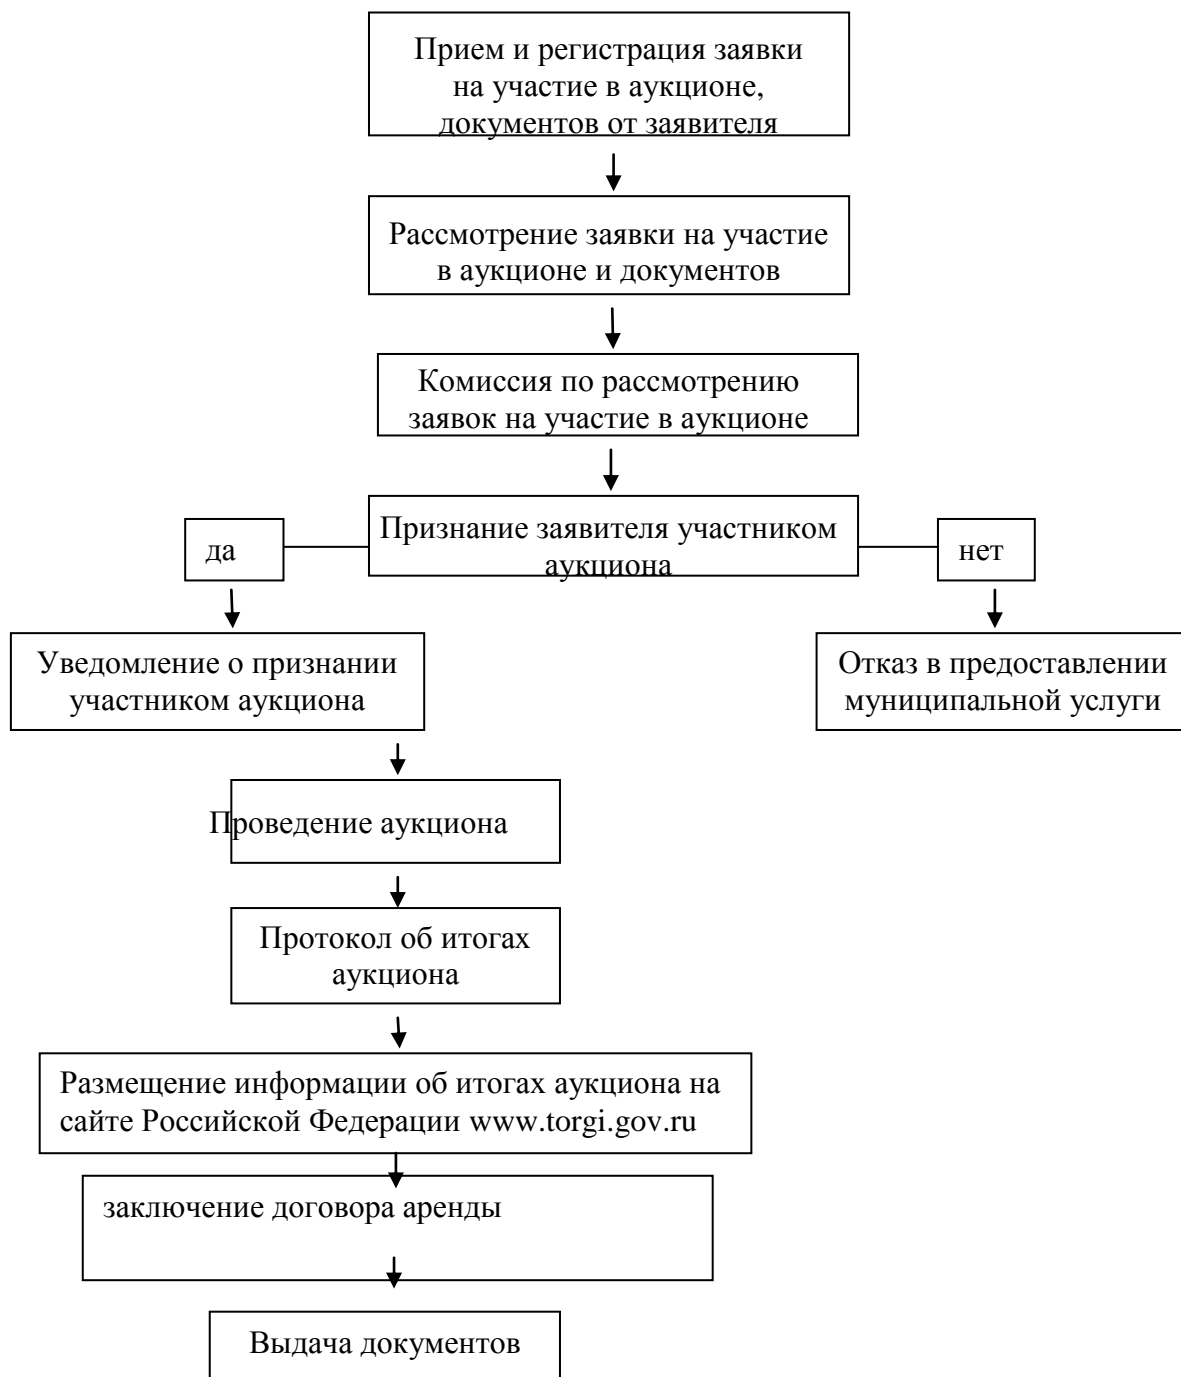 Прием и регистрация заявки
на участие в аукционе,
документов от заявителя
Рассмотрение заявки на участие
в аукционе и документов
Комиссия по рассмотрению
заявок на участие в аукционе
Признание заявителя участником
аукциона
да
нет
Уведомление о признании
участником аукциона
Отказ в предоставлении
муниципальной услуги
Проведение аукциона
Протокол об итогах
аукциона
Размещение информации об итогах аукциона на
сайте Российской Федерации www.torgi.gov.ru
заключение договора аренды
Выдача документов